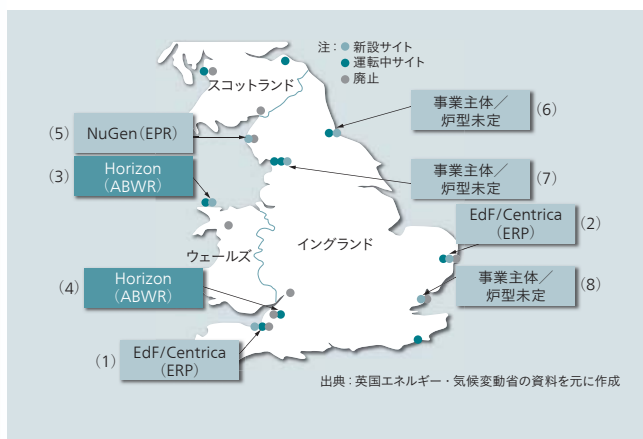 注：新設サイト
運転中サイト
廃止
スコットランド
(5)
NuGen（EPR）
(3)
Horizon
（ABWR）
ウェールズ
イングランド
(4)
Horizon
（ABWR）
(1)
EdF/Centrica
（ERP）
事業主体／
炉型未定
(6)
事業主体／
炉型未定
(7)
EdF/Centrica
（ERP）
(2)
事業主体／
炉型未定
(8)
出典：英国エネルギー・気候変動省の資料を元に作成